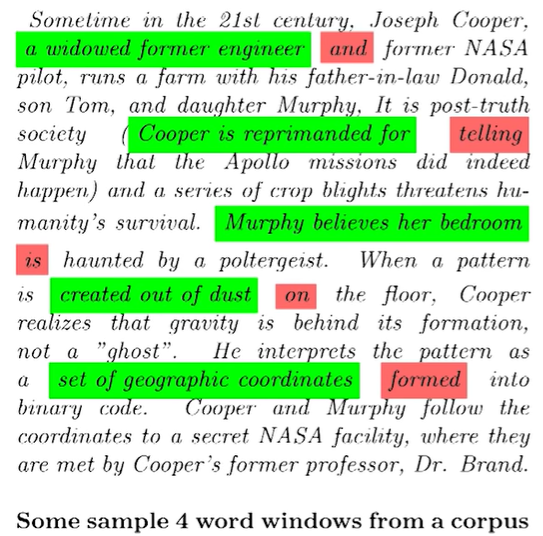 Sometime in the 21st century, Joseph Cooper,
a widowed former engineer and former NASA
pilot, runs a farm with his father-in-law Donald,
son Tom, and daughter Murphy, It is post-truth
society ( Cooper is reprimanded for telling
Murphy that the Apollo missions did indeed
happen) and a series of crop blights threatens hu-
manity's survival. Murphy believes her bedroom
is haunted by a poltergeist. When a pattern
is created out of dust on the floor, Cooper
realizes that gravity is behind its formation,
not a "ghost". He interprets the pattern as
a set of geographic coordinates formed into
binary code. Cooper and Murphy follow the
coordinates to a secret NASA facility, where they
are met by Cooper's former professor, Dr. Brand.
Some sample 4 word windows from a corpus